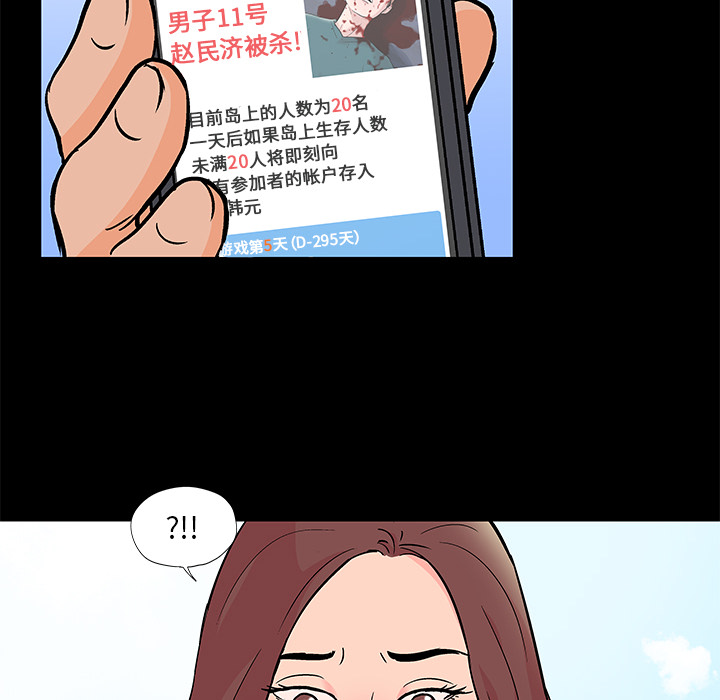 男子11号
赵民济被杀!
目前岛上的人数为20名
一天后如果岛上生存人数
未满20人将即刻向
有参加者的帐户存入
韩元
游戏第5天 (D-295天)
?!!